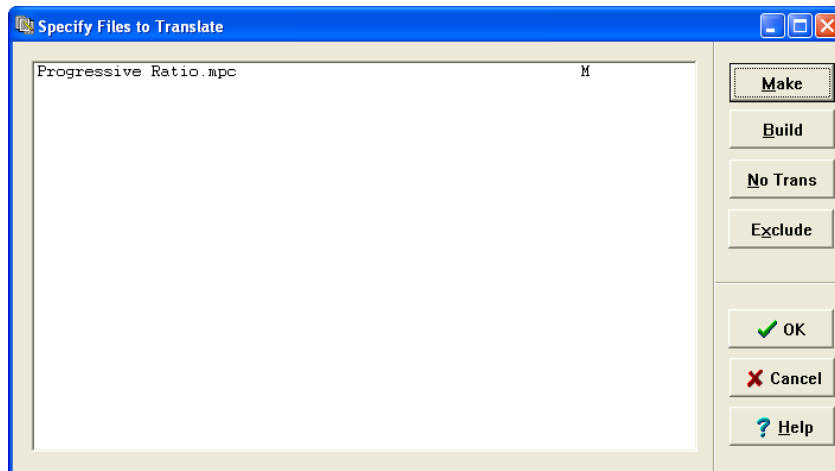 Specify Files to Translate
Progressive Ratio.mpc M
Make
Build
No Trans
Exclude
OK
Cancel
? Help